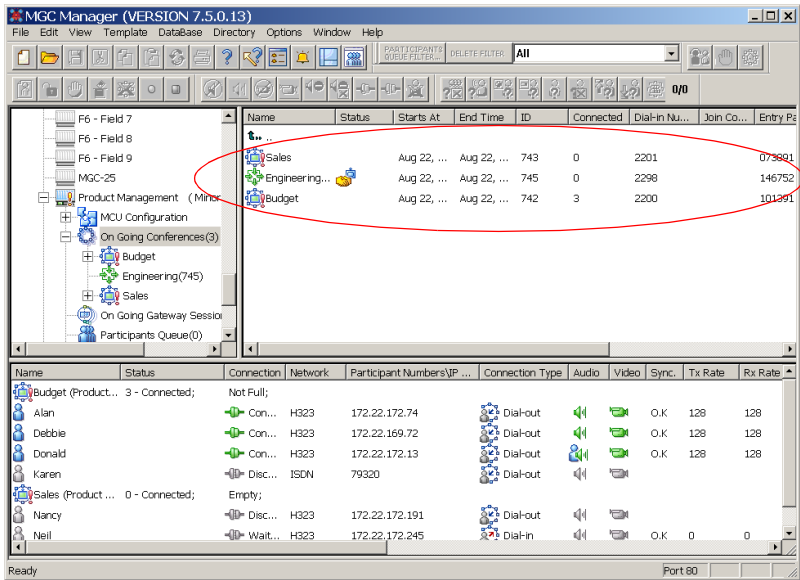 MGC Manager (VERSION 7.5.0.13)
File Edit View Template DataBase Directory Options Window Help
PARTICIPANTS QUEUE FILTER... DELETE FILTER All
0/0
F6 - Field 7
F6 - Field 8
F6 - Field 9
MGC-25
Product Management (Minor
MCU Configuration
On Going Conferences(3)
Budget
Engineering(745)
Sales
On Going Gateway Session
Participants Queue(0)
Name Status Starts At End Time ID Connected Dial-in Nu... Join Co... Entry Pa
..
Sales Aug 22, ... Aug 22, ... 743 0 2201 073891
Engineering... Aug 22, ... Aug 22, ... 745 0 2298 146752
Budget Aug 22, ... Aug 22, ... 742 3 2200 101391
Name Status Connection Network Participant Numbers\IP ... Connection Type Audio Video Sync. Tx Rate Rx Rate
Budget (Product... 3 - Connected; Not Full;
Alan Con... H323 172.22.172.74 Dial-out O.K 128 128
Debbie Con... H323 172.22.169.72 Dial-out O.K 128 128
Donald Con... H323 172.22.172.13 Dial-out O.K 128 128
Karen Disc... ISDN 79320 Dial-out
Sales (Product ... 0 - Connected; Empty;
Nancy Disc... H323 172.22.172.191 Dial-out
Neil Wait... H323 172.22.172.245 Dial-in O.K 0 0
Ready Port 80